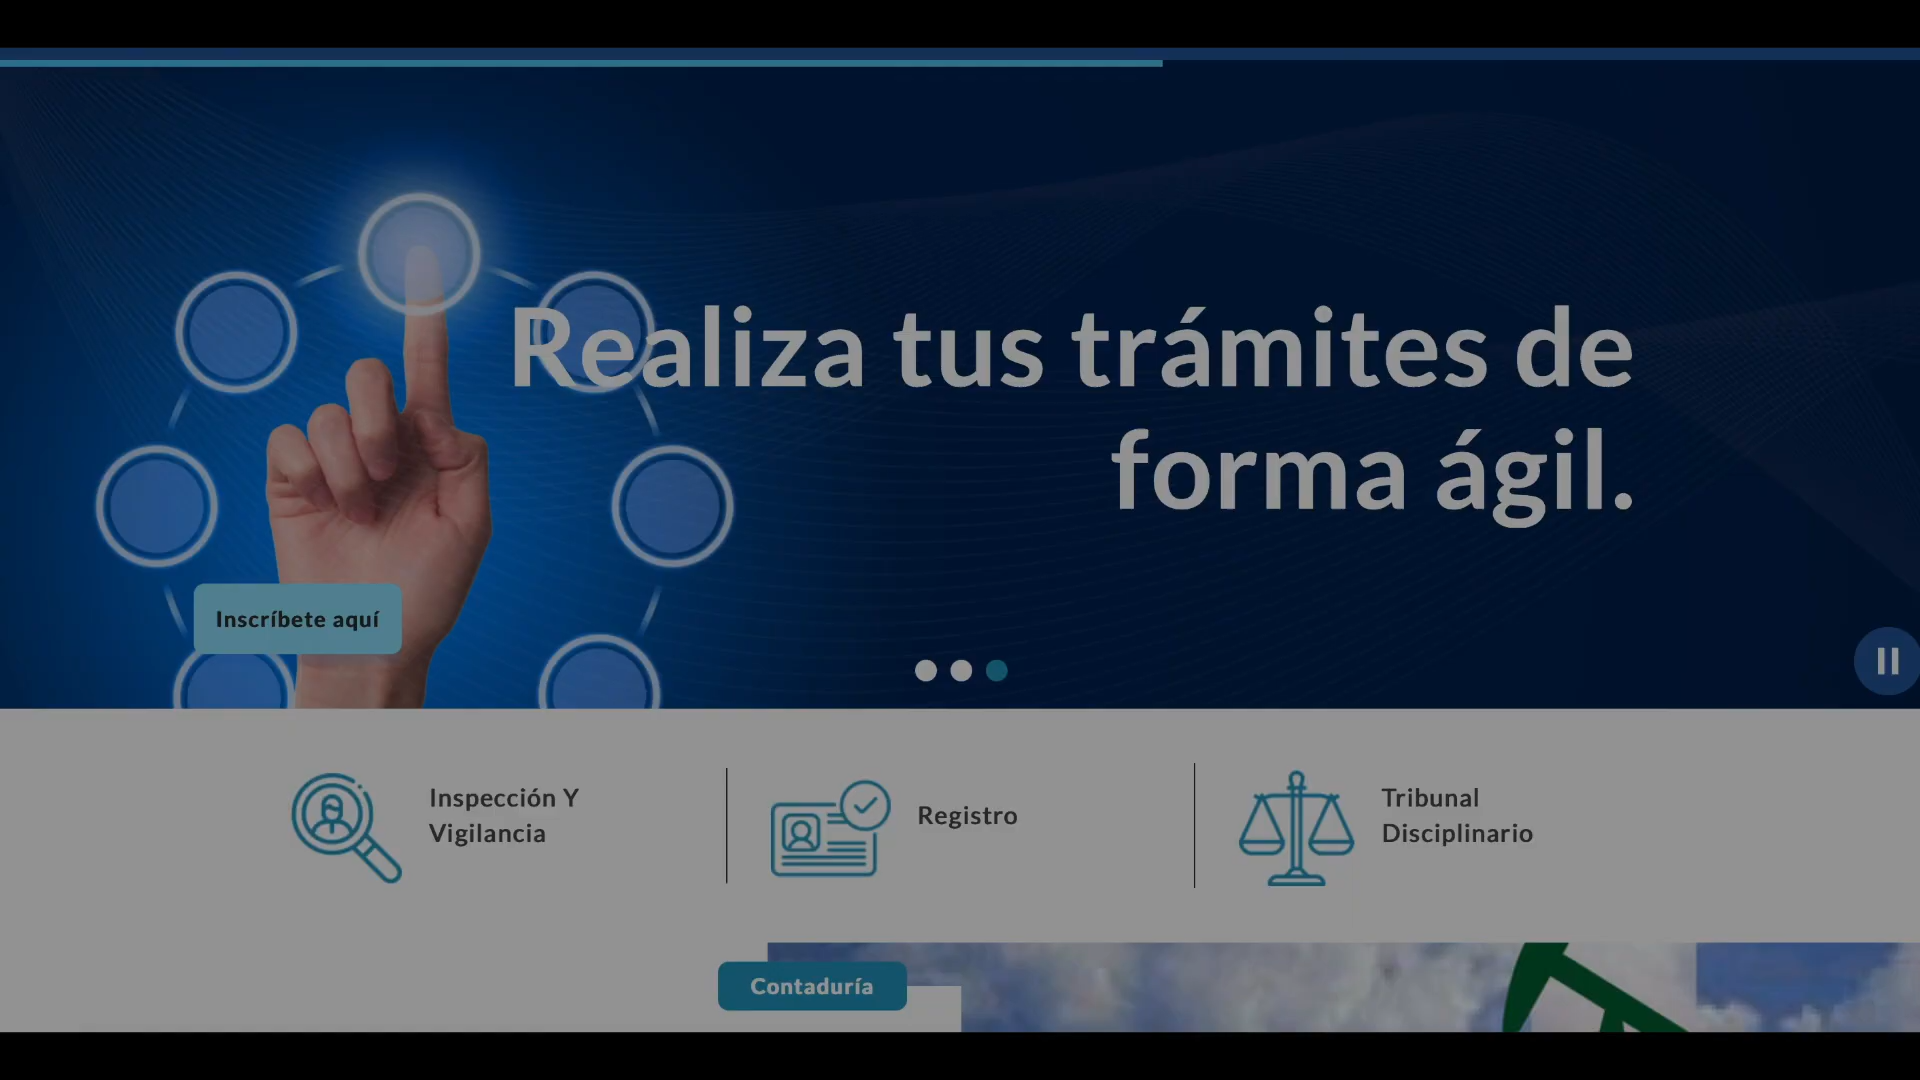 Realiza tus trámites de
forma ágil.
Inscríbete aquí
Inspección Y
Vigilancia
Registro
Tribunal
Disciplinario
Contaduría